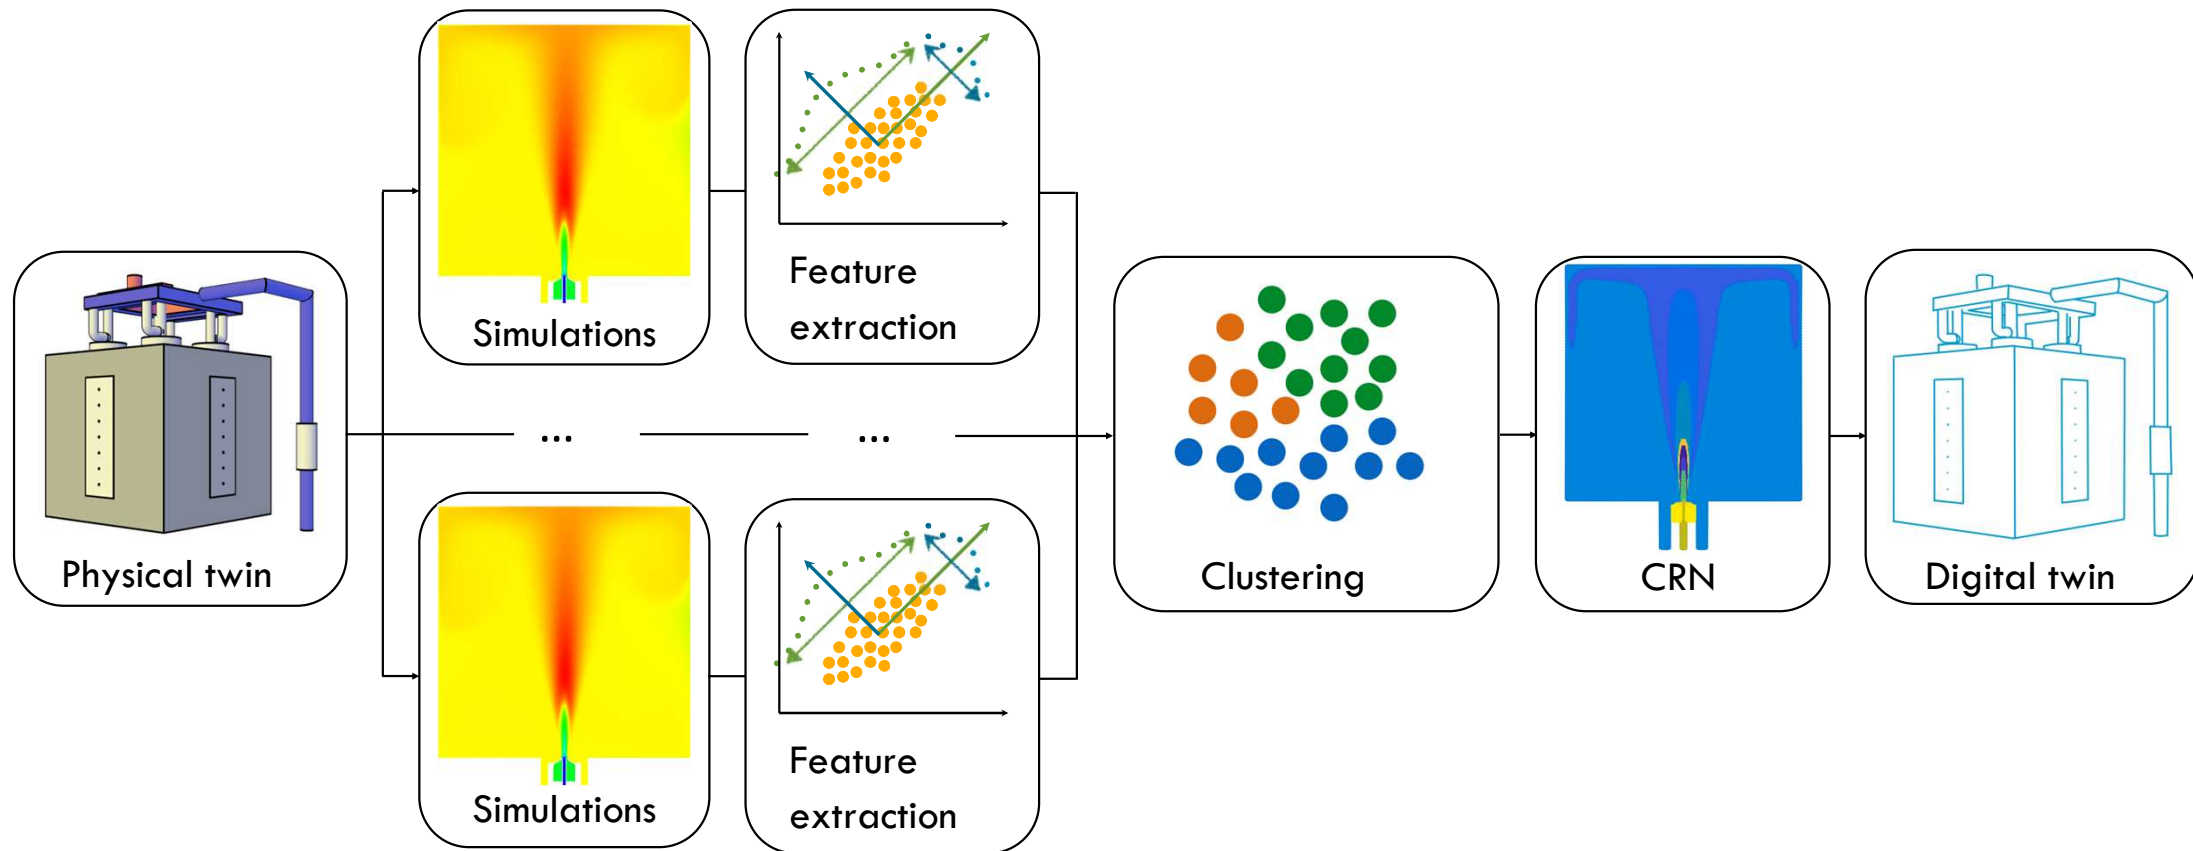 Physical twin
Simulations
Feature
extraction
...
...
Simulations
Feature
extraction
Clustering
CRN
Digital twin